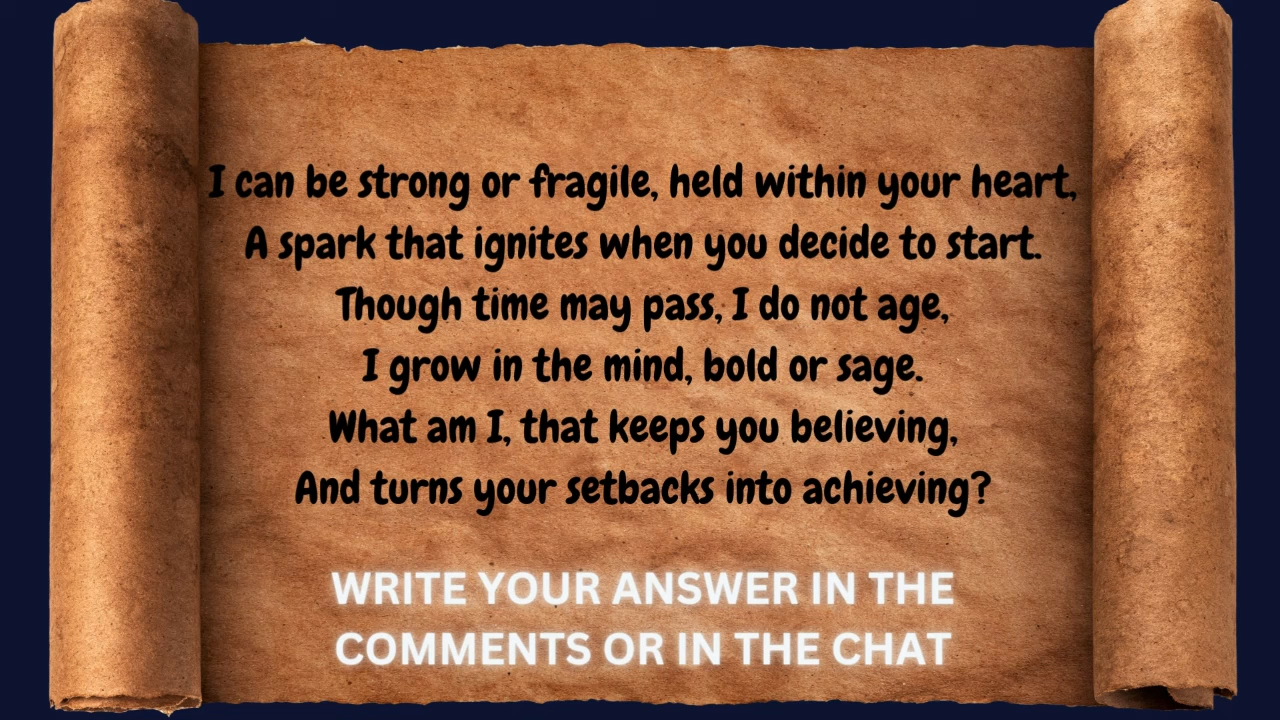 I can be strong or fragile, held within your heart,
A spark that ignites when you decide to start.
Though time may pass, I do not age,
I grow in the mind, bold or sage.
What am I, that keeps you believing,
And turns your setbacks into achieving?
WRITE YOUR ANSWER IN THE
COMMENTS OR IN THE CHAT